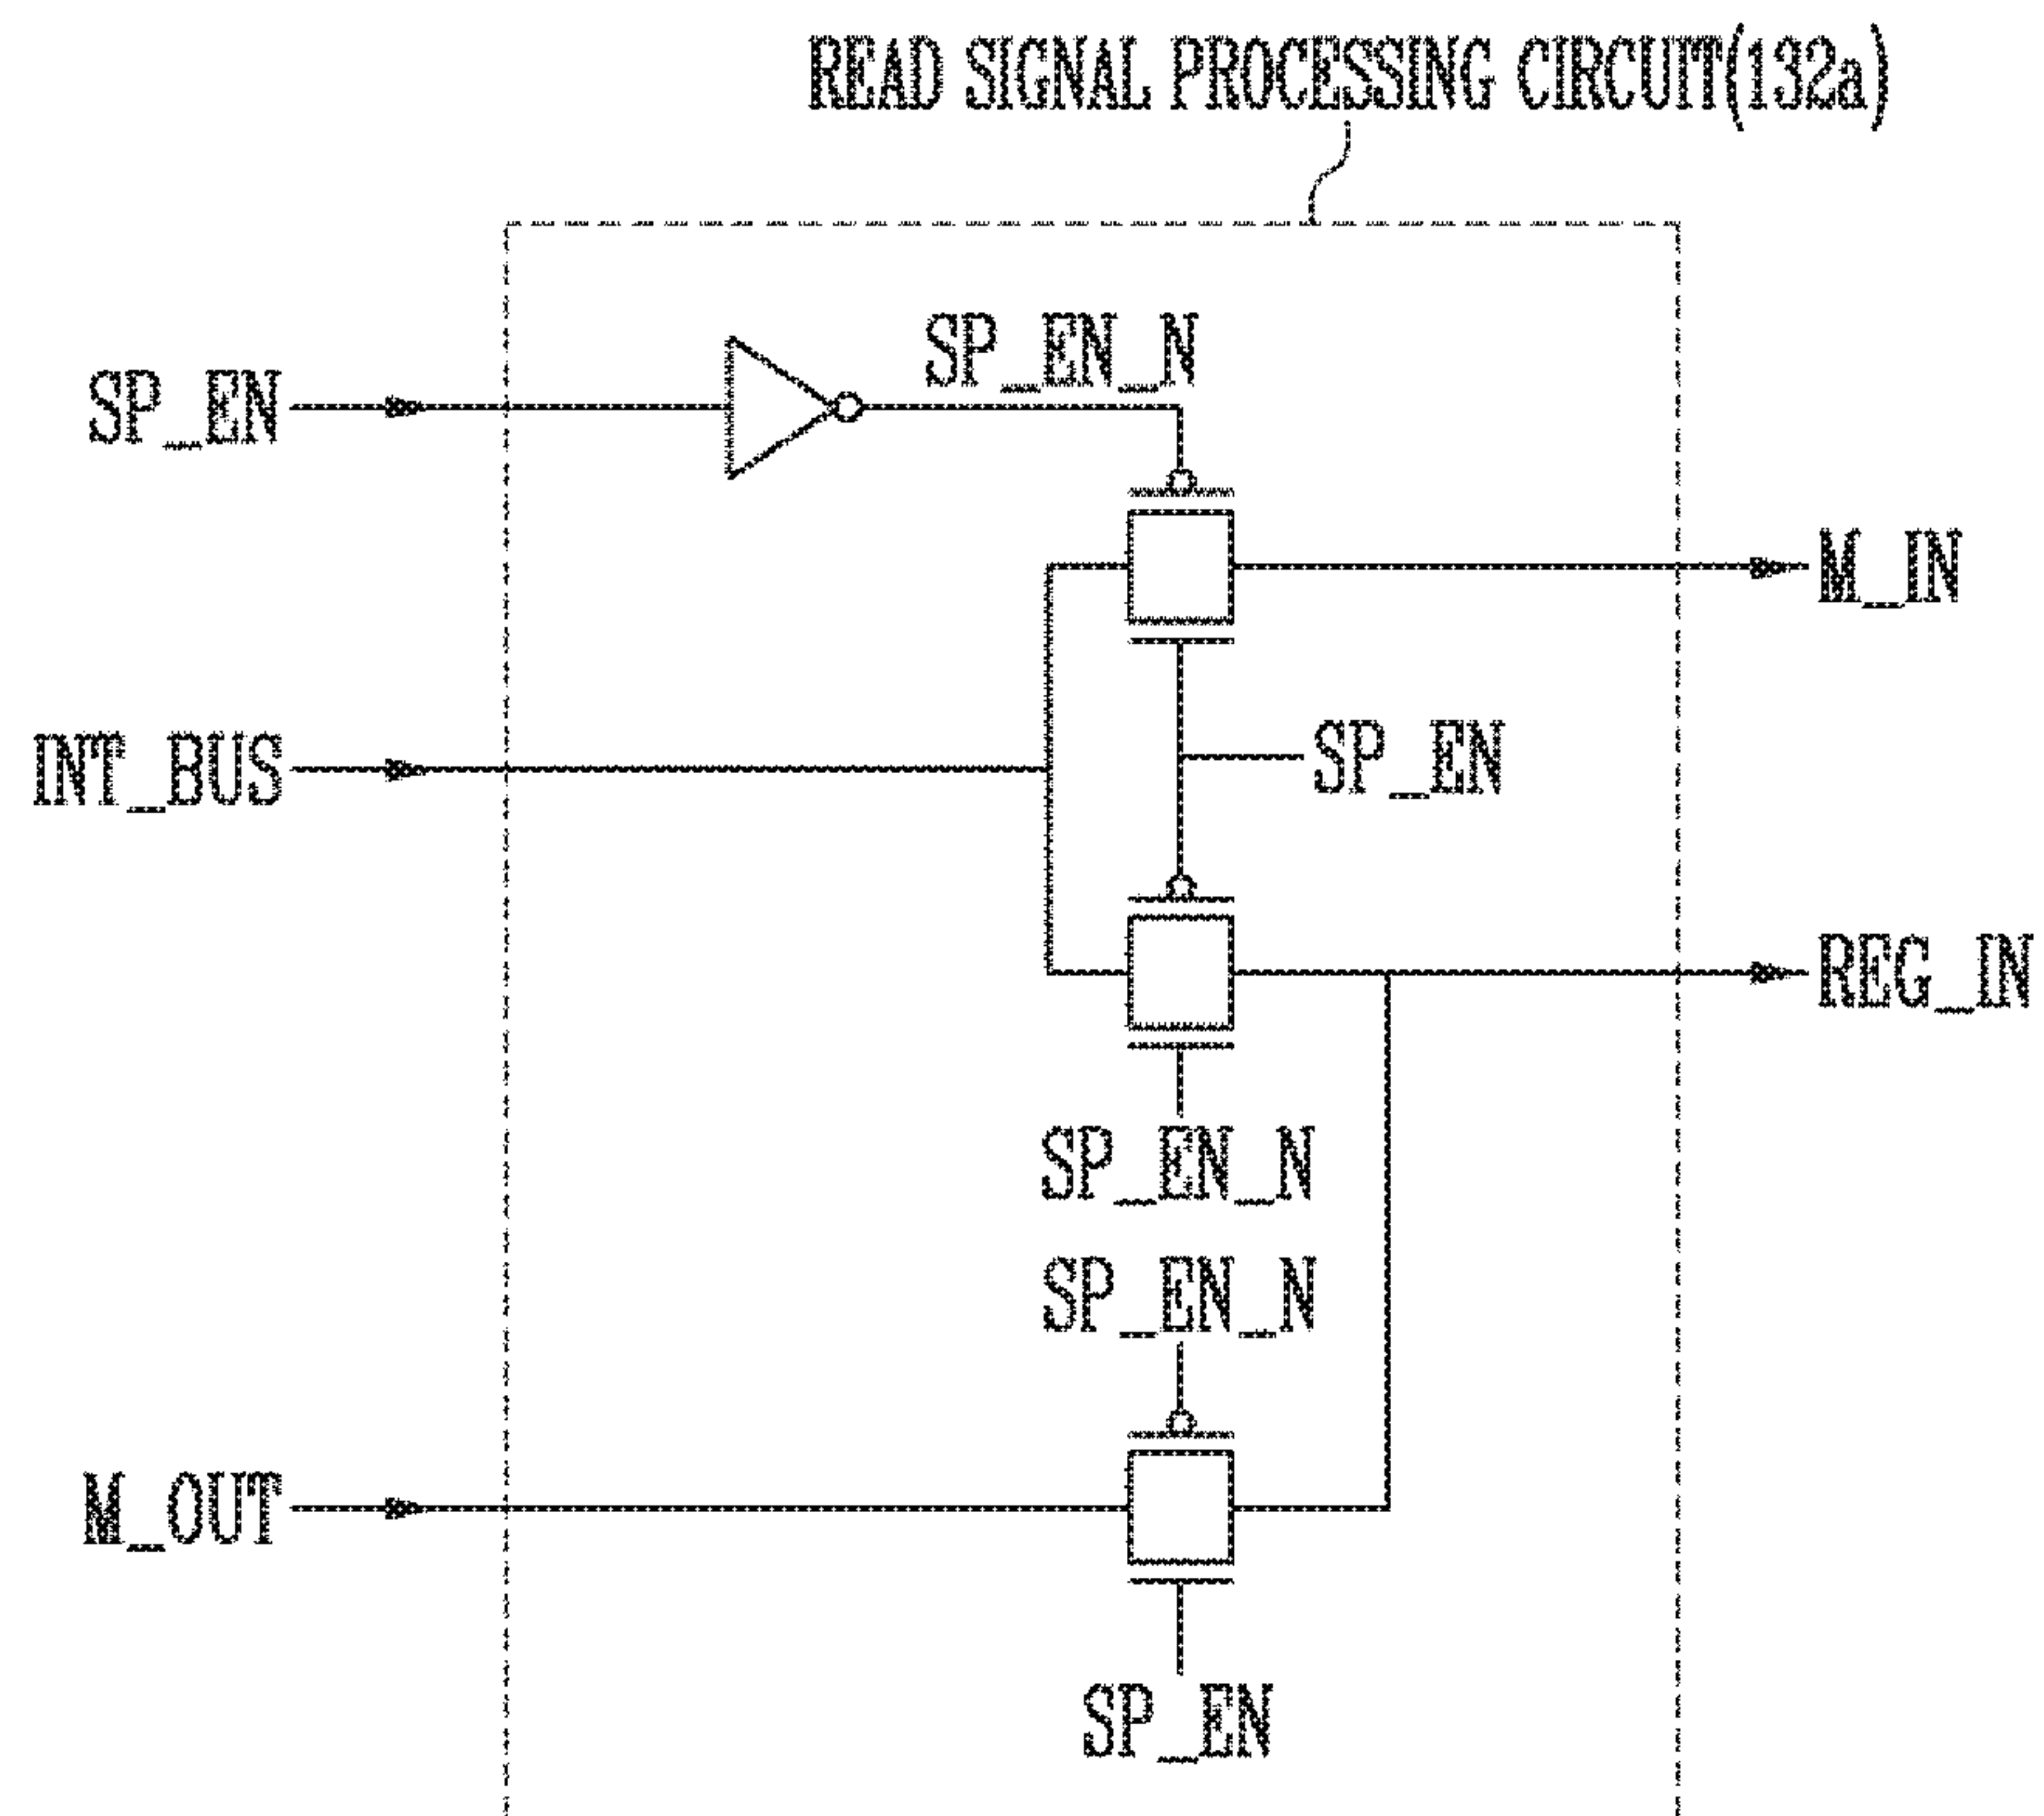 READ SIGNAL PROCESSING CIRCUIT(132a)
SP_EN_N
SP_EN
M_IN
INT_BUS
SP_EN
REG_IN
SP_EN_N
SP_EN_N
M_OUT
SP_EN